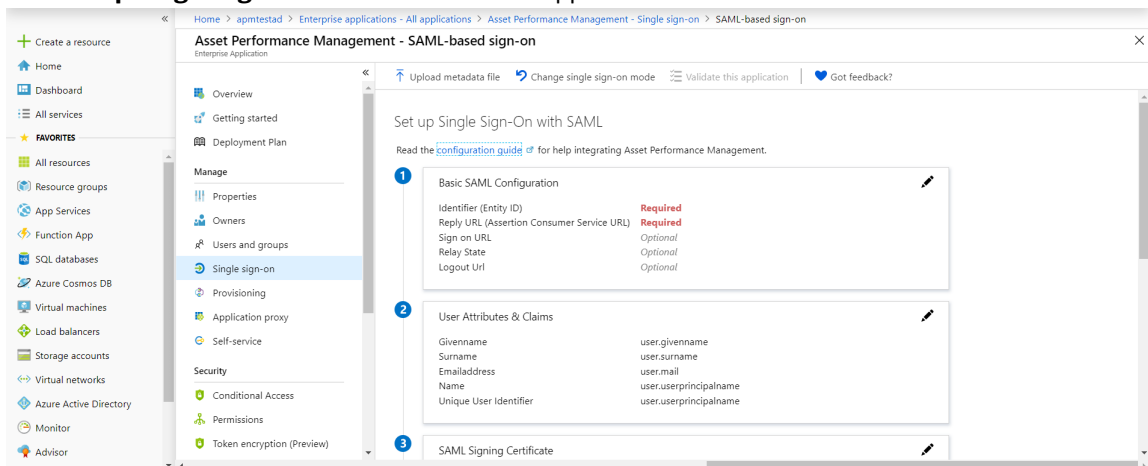 Home > apmtestad > Enterprise applications - All applications > Asset Performance Management - Single sign-on > SAML-based sign-on
Create a resource
Home
Dashboard
All services
FAVORITES
All resources
Resource groups
App Services
Function App
SQL databases
Azure Cosmos DB
Virtual machines
Load balancers
Storage accounts
Virtual networks
Azure Active Directory
Monitor
Advisor
Asset Performance Management - SAML-based sign-on
Enterprise Application
Overview
Getting started
Deployment Plan
Manage
Properties
Owners
Users and groups
Single sign-on
Provisioning
Application proxy
Self-service
Security
Conditional Access
Permissions
Token encryption (Preview)
Upload metadata file Change single sign-on mode Validate this application Got feedback?
Set up Single Sign-On with SAML
Read the configuration guide for help integrating Asset Performance Management.
1 Basic SAML Configuration
Identifier (Entity ID) Required
Reply URL (Assertion Consumer Service URL) Required
Sign on URL Optional
Relay State Optional
Logout Url Optional
2 User Attributes & Claims
Givenname user.givenname
Surname user.surname
Emailaddress user.mail
Name user.userprincipalname
Unique User Identifier user.userprincipalname
3 SAML Signing Certificate